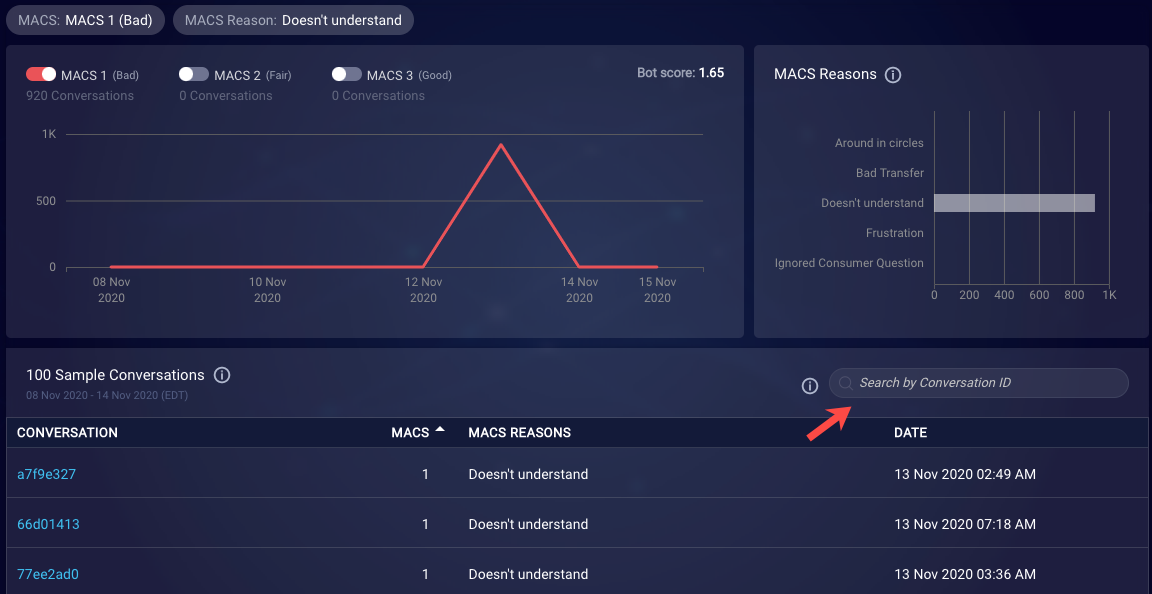 MACS: MACS 1 (Bad)
MACS Reason: Doesn't understand
MACS 1 (Bad)
920 Conversations
MACS 2 (Fair)
0 Conversations
MACS 3 (Good)
0 Conversations
Bot score: 1.65
1K
500
0
08 Nov
2020
10 Nov
2020
12 Nov
2020
14 Nov
2020
15 Nov
2020
MACS Reasons
Around in circles
Bad Transfer
Doesn't understand
Frustration
Ignored Consumer Question
0 200 400 600 800 1K
100 Sample Conversations
08 Nov 2020 - 14 Nov 2020 (EDT)
Search by Conversation ID
CONVERSATION MACS MACS REASONS DATE
a7f9e327 1 Doesn't understand 13 Nov 2020 02:49 AM
66d01413 1 Doesn't understand 13 Nov 2020 07:18 AM
77ee2ad0 1 Doesn't understand 13 Nov 2020 03:36 AM